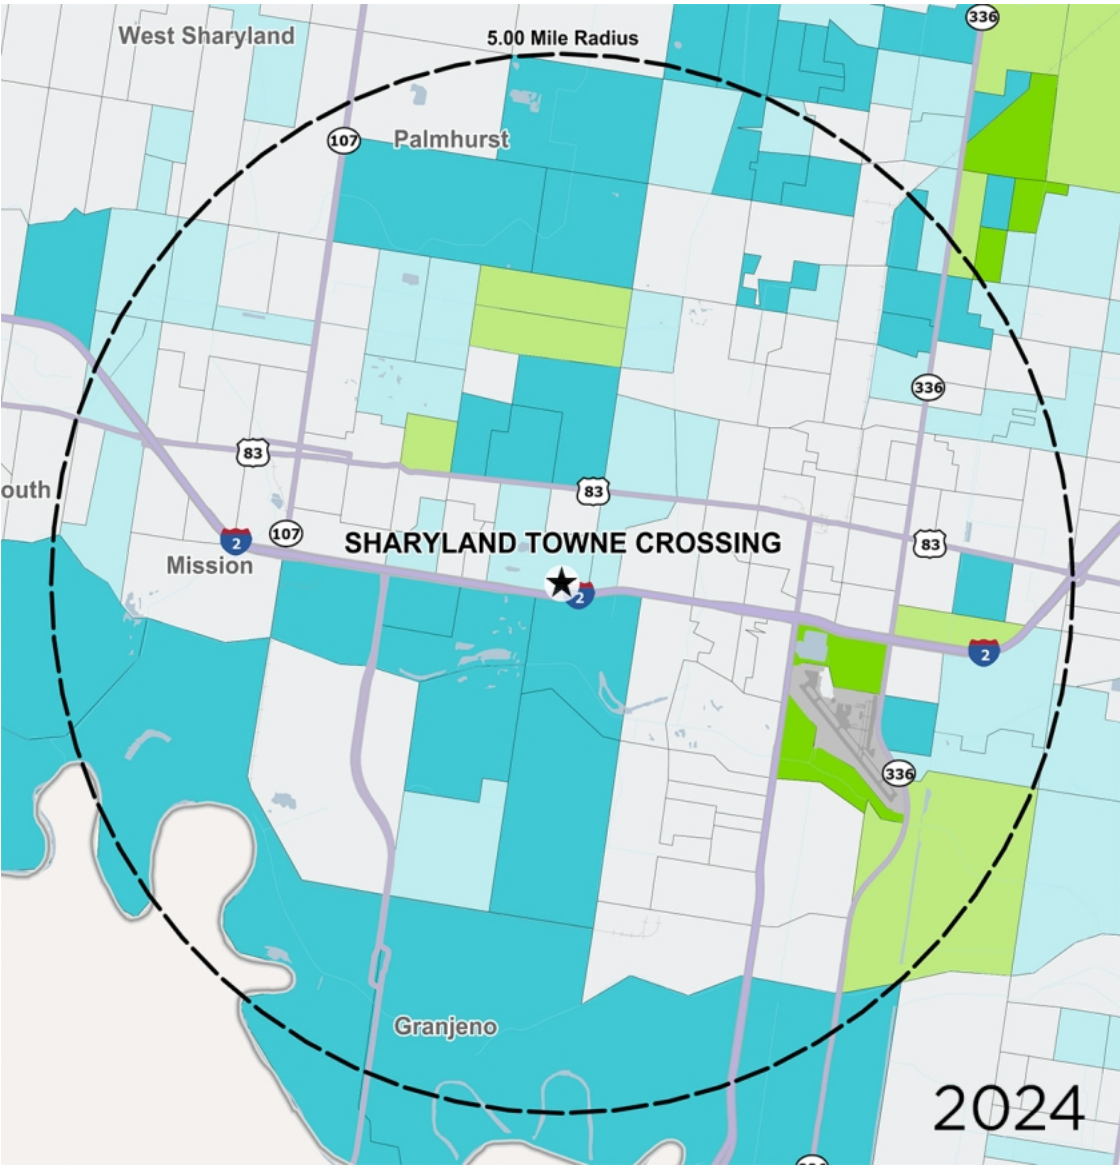 336
West Sharyland
5.00 Mile Radius
107
Palmhurst
336
83
83
outh
107
2
SHARYLAND TOWNE CROSSING
83
Mission
2
2
336
Granjeno
2024